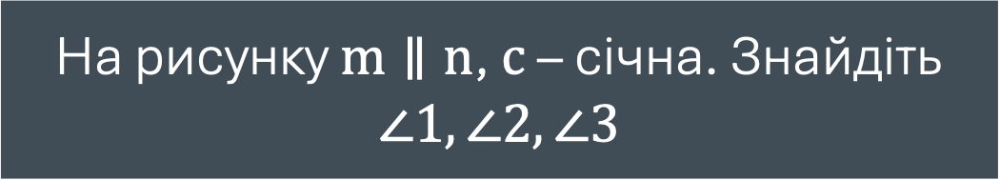 На рисунку m ∥ n, c – січна. Знайдіть
∠1, ∠2, ∠3